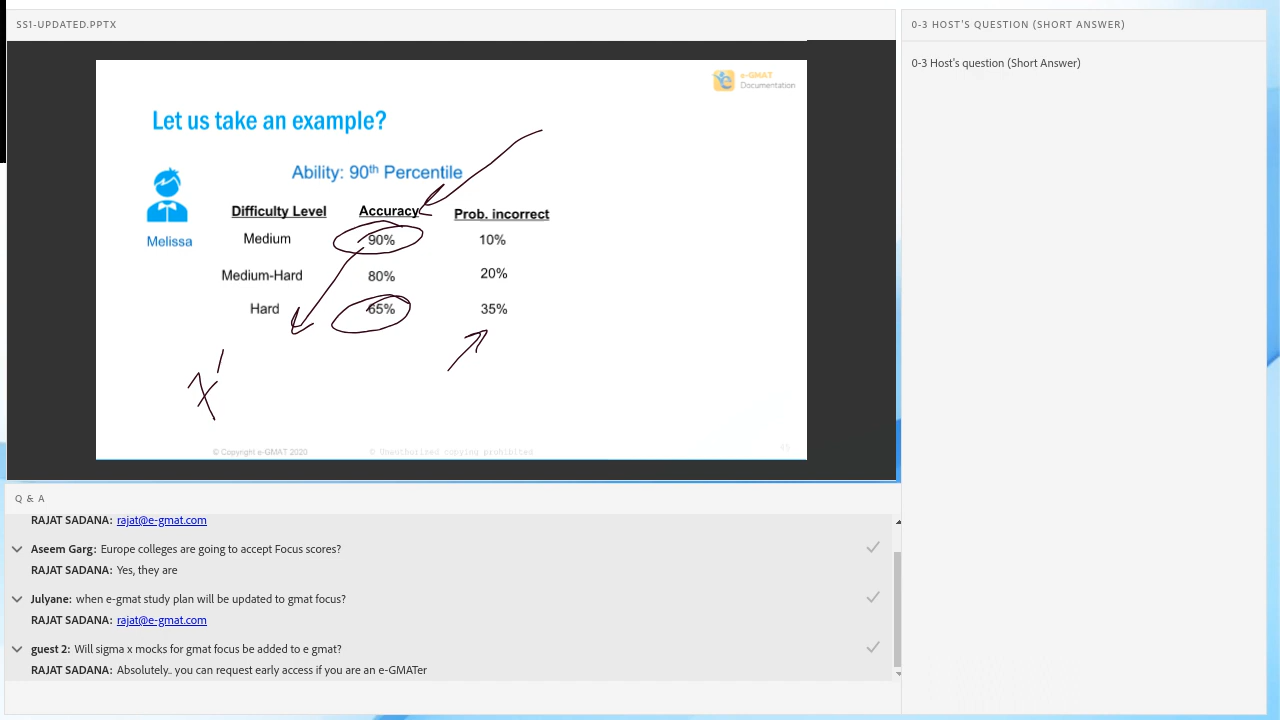 SS1-UPDATED.PPTX
0-3 HOST'S QUESTION (SHORT ANSWER)
0-3 Host's question (Short Answer)
e-GMAT
Documentation
Let us take an example?
Ability: 90th Percentile
Difficulty Level Accuracy Prob. incorrect
Melissa
Medium 90% 10%
Medium-Hard 80% 20%
Hard 65% 35%
© Copyright e-GMAT 2020
© Unauthorized copying prohibited
Q & A
RAJAT SADANA: rajat@e-gmat.com
Aseem Garg: Europe colleges are going to accept Focus scores?
RAJAT SADANA: Yes, they are
Julyane: when e-gmat study plan will be updated to gmat focus?
RAJAT SADANA: rajat@e-gmat.com
guest 2: Will sigma x mocks for gmat focus be added to e gmat?
RAJAT SADANA: Absolutely.. you can request early access if you are an e-GMATer